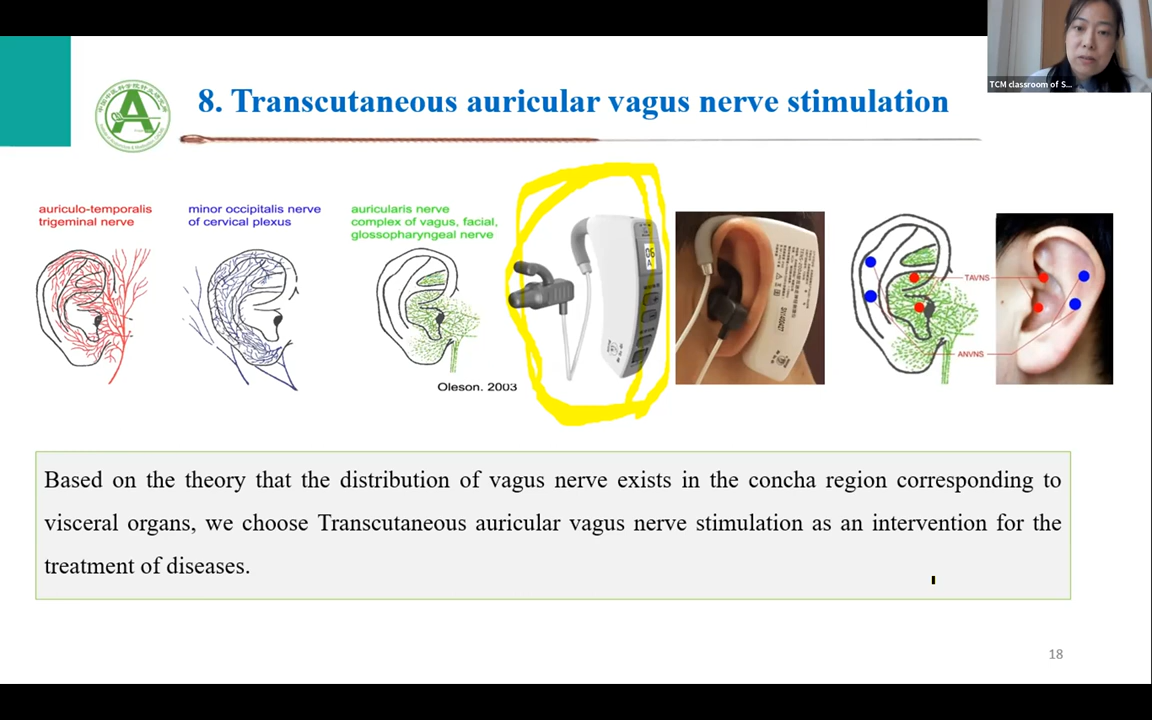 TCM classroom of S...
8. Transcutaneous auricular vagus nerve stimulation
auriculo-temporalis
trigeminal nerve
minor occipitalis nerve
of cervical plexus
auricularis nerve
complex of vagus, facial,
glossopharyngeal nerve
Oleson. 2003
06
A
TAVNS
ANVNS
Based on the theory that the distribution of vagus nerve exists in the concha region corresponding to
visceral organs, we choose Transcutaneous auricular vagus nerve stimulation as an intervention for the
treatment of diseases.
18